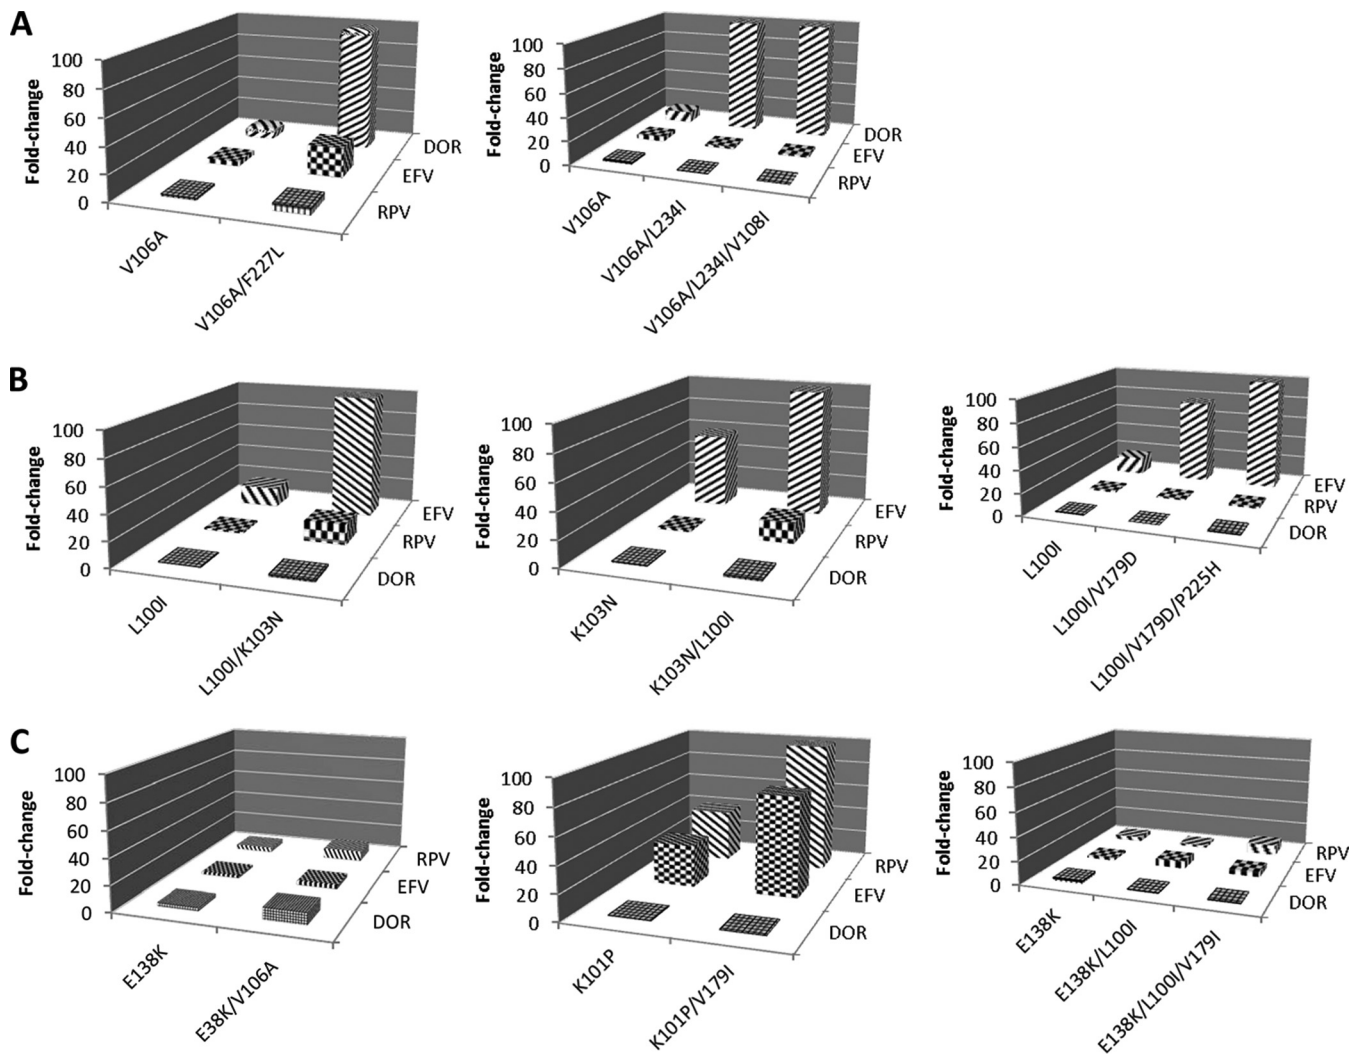 A
Fold-change
100
80
60
40
20
0
V106A
V106A/F227L
DOR
EFV
RPV
Fold-change
100
80
60
40
20
0
V106A
V106A/L234I
V106A/L234I/V108I
DOR
EFV
RPV
B
Fold-change
100
80
60
40
20
0
L100I
L100I/K103N
EFV
RPV
DOR
Fold-change
100
80
60
40
20
0
K103N
K103N/L100I
EFV
RPV
DOR
Fold-change
100
80
60
40
20
0
L100I
L100I/V179D
L100I/V179D/P225H
EFV
RPV
DOR
C
Fold-change
100
80
60
40
20
0
E138K
E38K/V106A
RPV
EFV
DOR
Fold-change
100
80
60
40
20
0
K101P
K101P/V179I
RPV
EFV
DOR
Fold-change
100
80
60
40
20
0
E138K
E138K/L100I
E138K/L100I/V179I
RPV
EFV
DOR